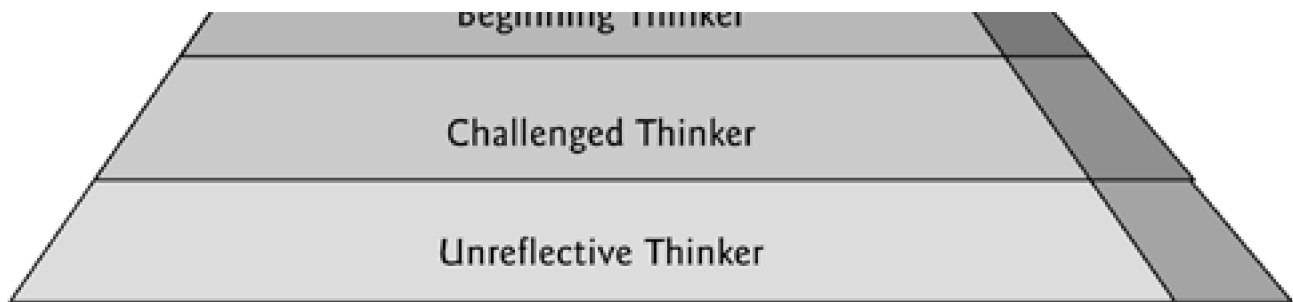 Beginning Thinker
Challenged Thinker
Unreflective Thinker